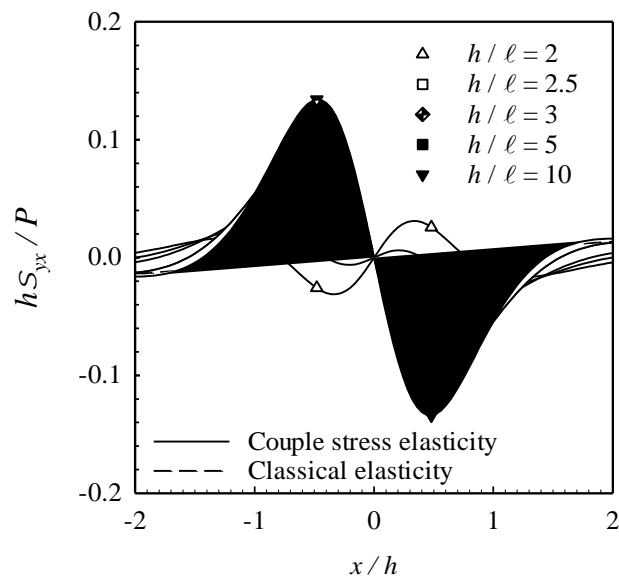 0.2
h / ℓ = 2
h / ℓ = 2.5
0.1
h / ℓ = 3
h / ℓ = 5
h / ℓ = 10
0.0
hS_yx / P
-0.1
Couple stress elasticity
Classical elasticity
-0.2
-2 -1 0 1 2
x / h